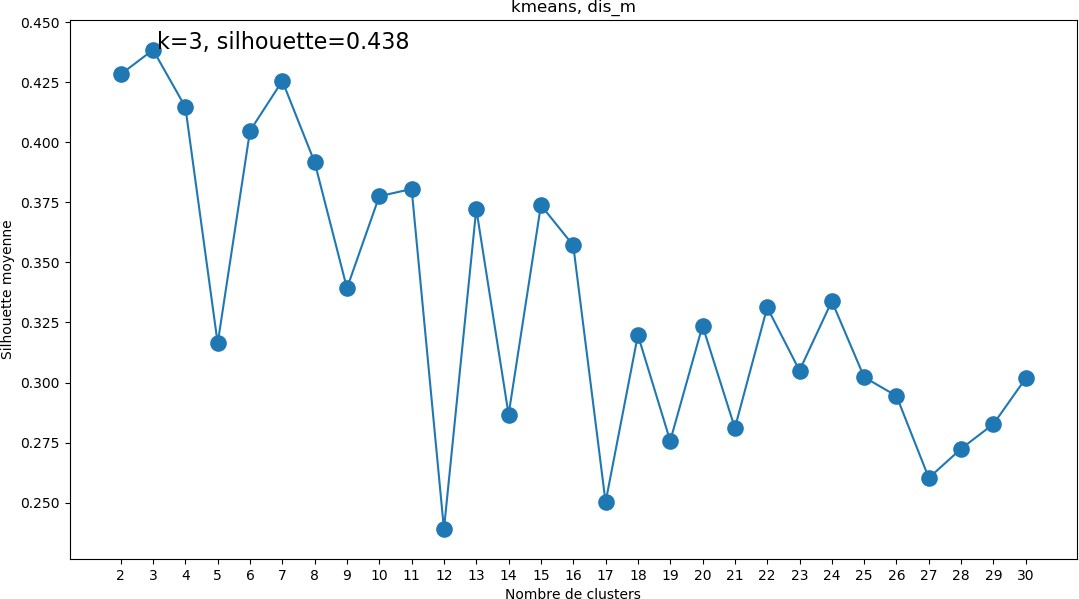 kmeans, dis_m
k=3, silhouette=0.438
Silhouette moyenne
0.450
0.425
0.400
0.375
0.350
0.325
0.300
0.275
0.250
2 3 4 5 6 7 8 9 10 11 12 13 14 15 16 17 18 19 20 21 22 23 24 25 26 27 28 29 30
Nombre de clusters